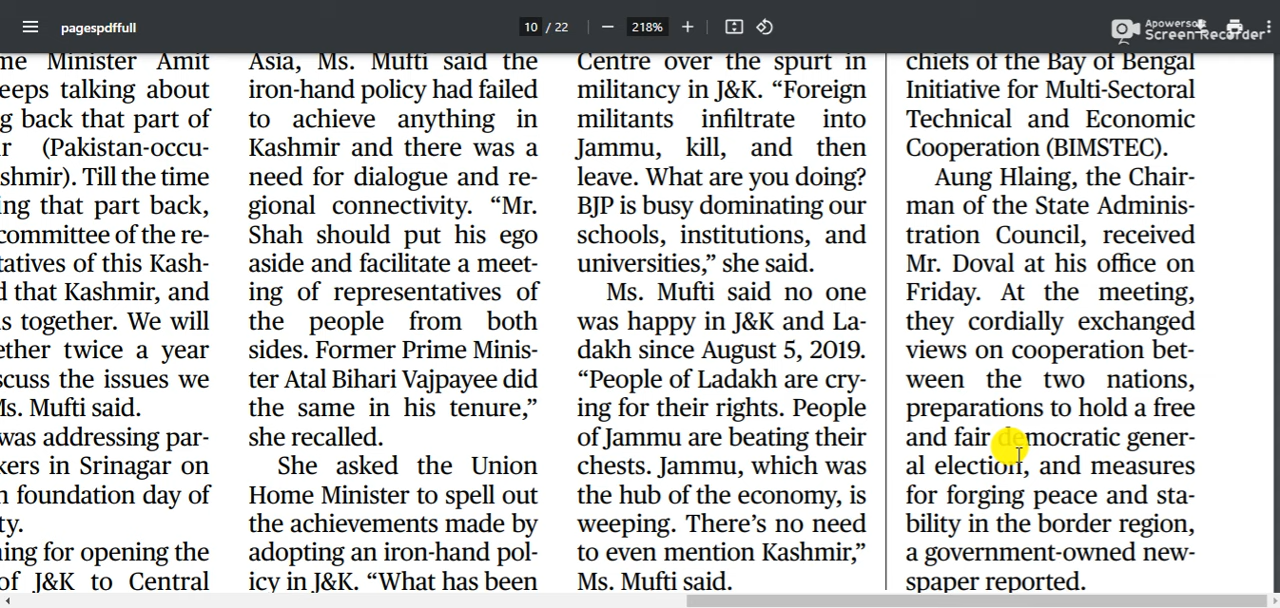 pagespdffull
10 / 22
218%
Apowersoft
Screen Recorder
me Minister Amit
eeps talking about
g back that part of
r (Pakistan-occu-
shmir). Till the time
ing that part back,
committee of the re-
tatives of this Kash-
d that Kashmir, and
s together. We will
ether twice a year
scuss the issues we
Ms. Mufti said.
was addressing par-
kers in Srinagar on
n foundation day of
ty.
ning for opening the
of J&K to Central
Asia, Ms. Mufti said the
iron-hand policy had failed
to achieve anything in
Kashmir and there was a
need for dialogue and re-
gional connectivity. “Mr.
Shah should put his ego
aside and facilitate a meet-
ing of representatives of
the people from both
sides. Former Prime Minis-
ter Atal Bihari Vajpayee did
the same in his tenure,”
she recalled.
She asked the Union
Home Minister to spell out
the achievements made by
adopting an iron-hand pol-
icy in J&K. “What has been
Centre over the spurt in
militancy in J&K. “Foreign
militants infiltrate into
Jammu, kill, and then
leave. What are you doing?
BJP is busy dominating our
schools, institutions, and
universities,” she said.
Ms. Mufti said no one
was happy in J&K and La-
dakh since August 5, 2019.
“People of Ladakh are cry-
ing for their rights. People
of Jammu are beating their
chests. Jammu, which was
the hub of the economy, is
weeping. There’s no need
to even mention Kashmir,”
Ms. Mufti said.
chiefs of the Bay of Bengal
Initiative for Multi-Sectoral
Technical and Economic
Cooperation (BIMSTEC).
Aung Hlaing, the Chair-
man of the State Adminis-
tration Council, received
Mr. Doval at his office on
Friday. At the meeting,
they cordially exchanged
views on cooperation bet-
ween the two nations,
preparations to hold a free
and fair democratic gener-
al election, and measures
for forging peace and sta-
bility in the border region,
a government-owned new-
spaper reported.